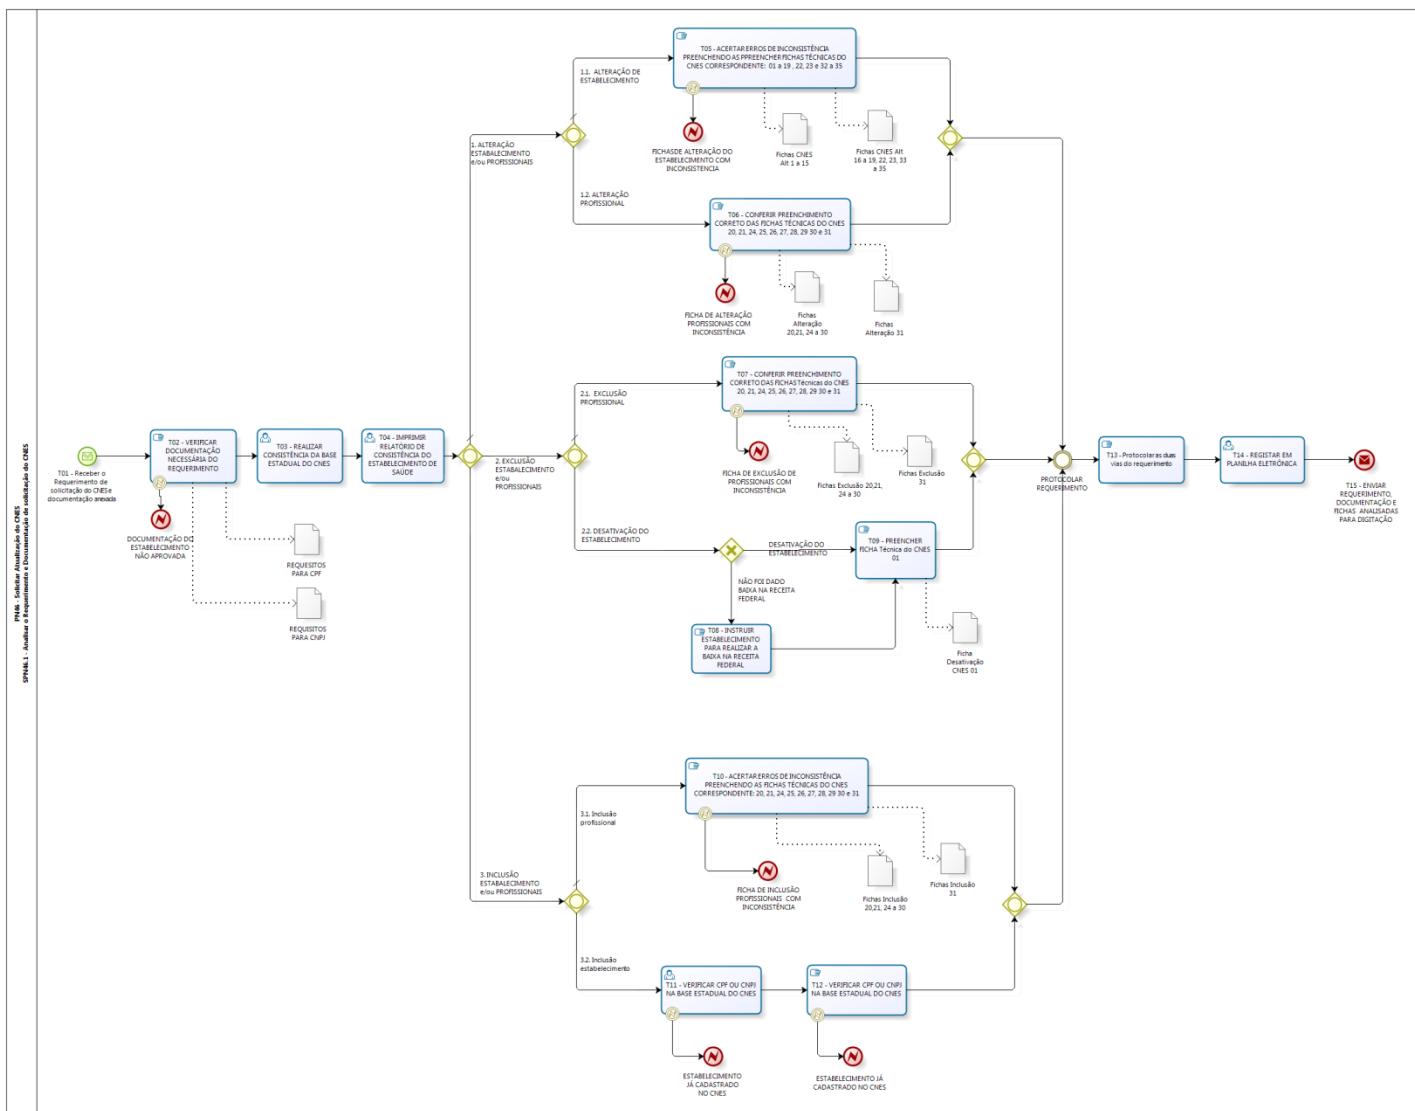 PN46 - Solicitar Atualização do CNES
SPN46.1 - Analisar o Requerimento e Documentação de solicitação do CNES
T01 - Receber o
Requerimento de
solicitação do CNES e
documentação anexada
T02 - VERIFICAR
DOCUMENTAÇÃO
NECESSÁRIA DO
REQUERIMENTO
DOCUMENTAÇÃO DO
ESTABELECIMENTO
NÃO APROVADA
REQUESITOS
PARA CPF
REQUISITOS
PARA CNPJ
T03 - REALIZAR
CONSISTÊNCIA DA BASE
ESTADUAL DO CNES
T04 - IMPRIMIR
RELATÓRIO DE
CONSISTÊNCIA DO
ESTABELECIMENTO DE
SAÚDE
1. ALTERAÇÃO
ESTABALECIMENTO
e/ou PROFISSIONAIS
1.1. ALTERAÇÃO DE
ESTABELECIMENTO
T05 - ACERTAR ERROS DE INCONSISTÊNCIA
PREENCHENDO AS PPREENCHER FICHAS TÉCNICAS DO
CNES CORRESPONDENTE: 01 a 19 , 22, 23 e 32 a 35
FICHASDE ALTERAÇÃO DO
ESTABELECIMENTO COM
INCONSISTENCIA
Fichas CNES
Alt 1 a 15
Fichas CNES Alt
16 a 19, 22, 23, 33
a 35
1.2. ALTERAÇÃO
PROFISSIONAL
T06 - CONFERIR PREENCHIMENTO
CORRETO DAS FICHAS TÉCNICAS DO CNES
20, 21, 24, 25, 26, 27, 28, 29 30 e 31
FICHA DE ALTERAÇÃO
PROFISSIONAIS COM
INCONSISTÊNCIA
Fichas
Alteração
20,21, 24 a 30
Fichas
Alteração 31
2. EXCLUSÃO
ESTABALECIMENTO
e/ou
PROFISSIONAIS
2.1. EXCLUSÃO
PROFISSIONAL
T07 - CONFERIR PREENCHIMENTO
CORRETO DAS FICHAS Técnicas do CNES
20, 21, 24, 25, 26, 27, 28, 29 30 e 31
FICHA DE EXCLUSÃO DE
PROFISSIONAIS COM
INCONSISTÊNCIA
Fichas Exclusão 20,21,
24 a 30
Fichas Exclusão
31
2.2. DESATIVAÇÃO DO
ESTABELECIMENTO
DESATIVAÇÃO DO
ESTABELECIMENTO
NÃO FOI DADO
BAIXA NA RECEITA
FEDERAL
T08 - INSTRUIR
ESTABELECIMENTO
PARA REALIZAR A
BAIXA NA RECEITA
FEDERAL
T09 - PREENCHER
FICHA Técnica do CNES
01
Ficha
Desativação
CNES 01
3. INCLUSÃO
ESTABALECIMENTO
e/ou PROFISSIONAIS
3.1. Inclusão
profissional
T10 - ACERTAR ERROS DE INCONSISTÊNCIA
PREENCHENDO AS FICHAS TÉCNICAS DO CNES
CORRESPONDENTE: 20, 21, 24, 25, 26, 27, 28, 29 30 e 31
FICHA DE INCLUSÃO
PROFISSIONAIS COM
INCONSISTÊNCIA
Fichas Inclusão
20,21, 24 a 30
Fichas Inclusão
31
3.2. Inclusão
estabelecimento
T11 - VERIFICAR CPF OU CNPJ
NA BASE ESTADUAL DO CNES
ESTABELECIMENTO
JÁ CADASTRADO
NO CNES
T12 - VERIFICAR CPF OU CNPJ
NA BASE ESTADUAL DO CNES
ESTABELECIMENTO JÁ
CADASTRADO NO CNES
PROTOCOLAR
REQUERIMENTO
T13 - Protocolar as duas
vias do requerimento
T14 - REGISTAR EM
PLANILHA ELETRÔNICA
T15 - ENVIAR
REQUERIMENTO,
DOCUMENTAÇÃO E
FICHAS ANALISADAS
PARA DIGITAÇÃO